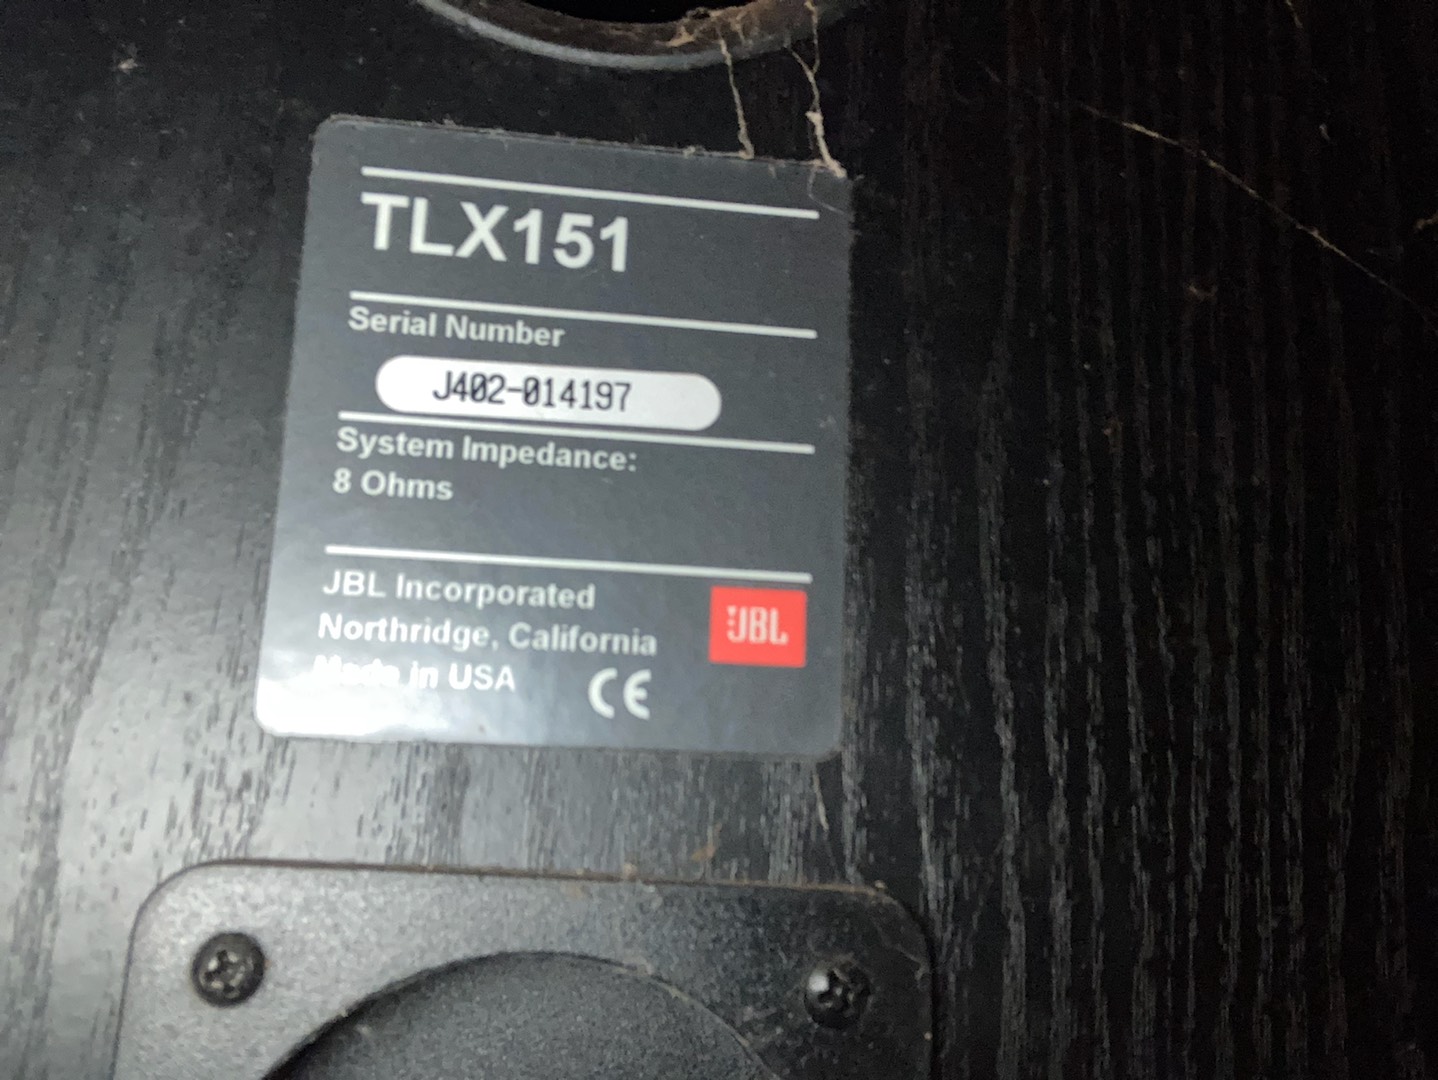 TLX151
Serial Number
J402-014197
System Impedance:
8 Ohms
JBL Incorporated
Northridge, California
Made in USA
CE
JBL